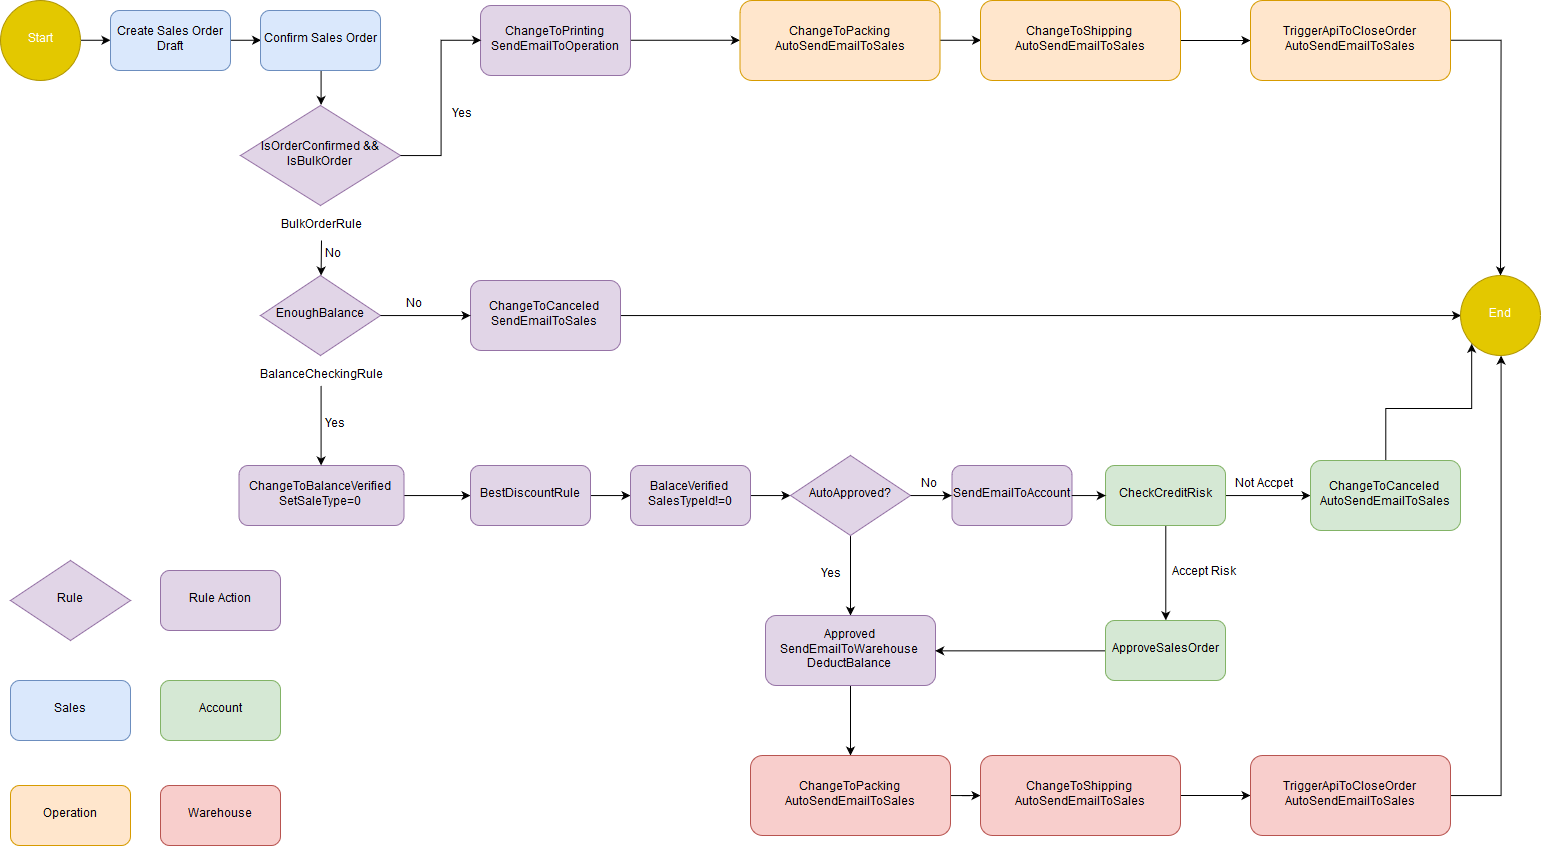 Start
Create Sales Order
Draft
Confirm Sales Order
ChangeToPrinting
SendEmailToOperation
ChangeToPacking
AutoSendEmailToSales
ChangeToShipping
AutoSendEmailToSales
TriggerApiToCloseOrder
AutoSendEmailToSales
Yes
IsOrderConfirmed &&
IsBulkOrder
BulkOrderRule
No
EnoughBalance
No
ChangeToCanceled
SendEmailToSales
End
BalanceCheckingRule
Yes
ChangeToBalanceVerified
SetSaleType=0
BestDiscountRule
BalaceVerified
SalesTypeId!=0
AutoApproved?
No
SendEmailToAccount
CheckCreditRisk
Not Accpet
ChangeToCanceled
AutoSendEmailToSales
Yes
Accept Risk
Rule
Rule Action
Approved
SendEmailToWarehouse
DeductBalance
ApproveSalesOrder
Sales
Account
ChangeToPacking
AutoSendEmailToSales
ChangeToShipping
AutoSendEmailToSales
TriggerApiToCloseOrder
AutoSendEmailToSales
Operation
Warehouse